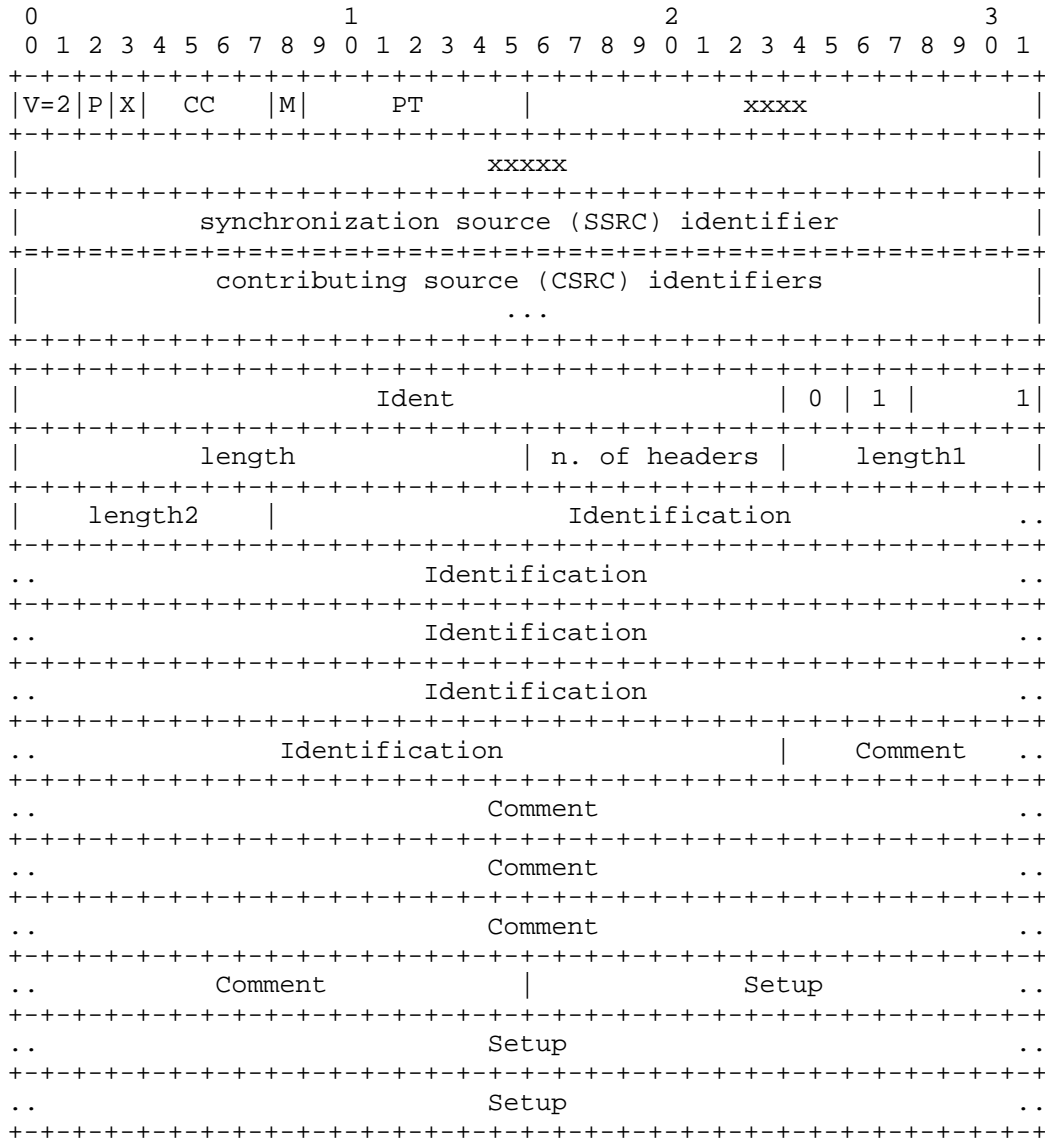 0                   1                   2                   3
 0 1 2 3 4 5 6 7 8 9 0 1 2 3 4 5 6 7 8 9 0 1 2 3 4 5 6 7 8 9 0 1
+-+-+-+-+-+-+-+-+-+-+-+-+-+-+-+-+-+-+-+-+-+-+-+-+-+-+-+-+-+-+-+-+
|V=2|P|X|  CC   |M|     PT      |             xxxx              |
+-+-+-+-+-+-+-+-+-+-+-+-+-+-+-+-+-+-+-+-+-+-+-+-+-+-+-+-+-+-+-+-+
|                             xxxxx                             |
+-+-+-+-+-+-+-+-+-+-+-+-+-+-+-+-+-+-+-+-+-+-+-+-+-+-+-+-+-+-+-+-+
|           synchronization source (SSRC) identifier            |
+=+=+=+=+=+=+=+=+=+=+=+=+=+=+=+=+=+=+=+=+=+=+=+=+=+=+=+=+=+=+=+=+
|            contributing source (CSRC) identifiers             |
|                              ...                              |
+-+-+-+-+-+-+-+-+-+-+-+-+-+-+-+-+-+-+-+-+-+-+-+-+-+-+-+-+-+-+-+-+
+-+-+-+-+-+-+-+-+-+-+-+-+-+-+-+-+-+-+-+-+-+-+-+-+-+-+-+-+-+-+-+-+
|                      Ident                    | 0 | 1 |      1|
+-+-+-+-+-+-+-+-+-+-+-+-+-+-+-+-+-+-+-+-+-+-+-+-+-+-+-+-+-+-+-+-+
|           length              | n. of headers |    length1    |
+-+-+-+-+-+-+-+-+-+-+-+-+-+-+-+-+-+-+-+-+-+-+-+-+-+-+-+-+-+-+-+-+
|    length2    |                  Identification              ..
+-+-+-+-+-+-+-+-+-+-+-+-+-+-+-+-+-+-+-+-+-+-+-+-+-+-+-+-+-+-+-+-+
..                        Identification                       ..
+-+-+-+-+-+-+-+-+-+-+-+-+-+-+-+-+-+-+-+-+-+-+-+-+-+-+-+-+-+-+-+-+
..                        Identification                       ..
+-+-+-+-+-+-+-+-+-+-+-+-+-+-+-+-+-+-+-+-+-+-+-+-+-+-+-+-+-+-+-+-+
..                        Identification                       ..
+-+-+-+-+-+-+-+-+-+-+-+-+-+-+-+-+-+-+-+-+-+-+-+-+-+-+-+-+-+-+-+-+
..               Identification                 |    Comment   ..
+-+-+-+-+-+-+-+-+-+-+-+-+-+-+-+-+-+-+-+-+-+-+-+-+-+-+-+-+-+-+-+-+
..                            Comment                          ..
+-+-+-+-+-+-+-+-+-+-+-+-+-+-+-+-+-+-+-+-+-+-+-+-+-+-+-+-+-+-+-+-+
..                            Comment                          ..
+-+-+-+-+-+-+-+-+-+-+-+-+-+-+-+-+-+-+-+-+-+-+-+-+-+-+-+-+-+-+-+-+
..                            Comment                          ..
+-+-+-+-+-+-+-+-+-+-+-+-+-+-+-+-+-+-+-+-+-+-+-+-+-+-+-+-+-+-+-+-+
..           Comment            |             Setup            ..
+-+-+-+-+-+-+-+-+-+-+-+-+-+-+-+-+-+-+-+-+-+-+-+-+-+-+-+-+-+-+-+-+
..                            Setup                            ..
+-+-+-+-+-+-+-+-+-+-+-+-+-+-+-+-+-+-+-+-+-+-+-+-+-+-+-+-+-+-+-+-+
..                            Setup                            ..
+-+-+-+-+-+-+-+-+-+-+-+-+-+-+-+-+-+-+-+-+-+-+-+-+-+-+-+-+-+-+-+-+